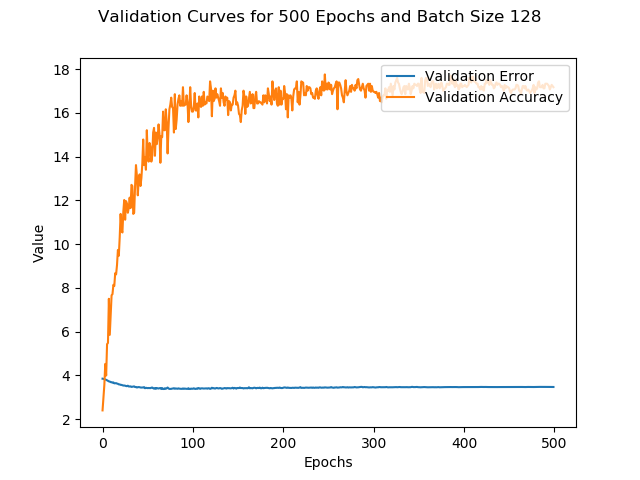 Validation Curves for 500 Epochs and Batch Size 128
Validation Error
Validation Accuracy
18
16
14
12
10
8
6
4
2
Value
0 100 200 300 400 500
Epochs